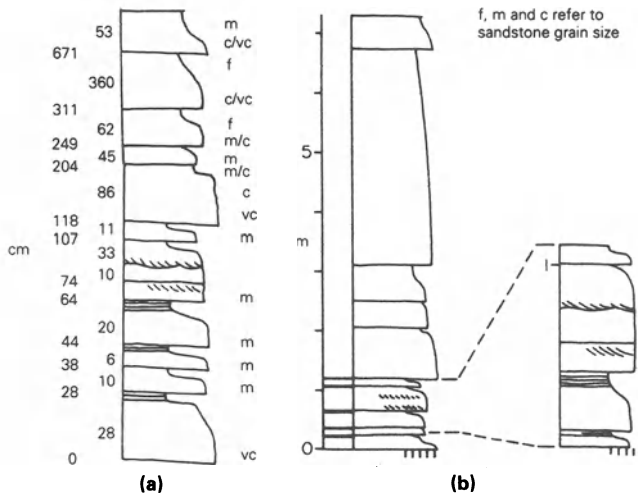 m
53
c/vc
671
f
360
c/vc
311
f
62
249 m/c
45 m
204 m/c
86 c
vc
118
11
107 m
cm
33
10
74
64 m
20
44 m
6
38 m
10
28 m
28
0 vc
(a)
f, m and c refer to
sandstone grain size
5
m
0
(b)